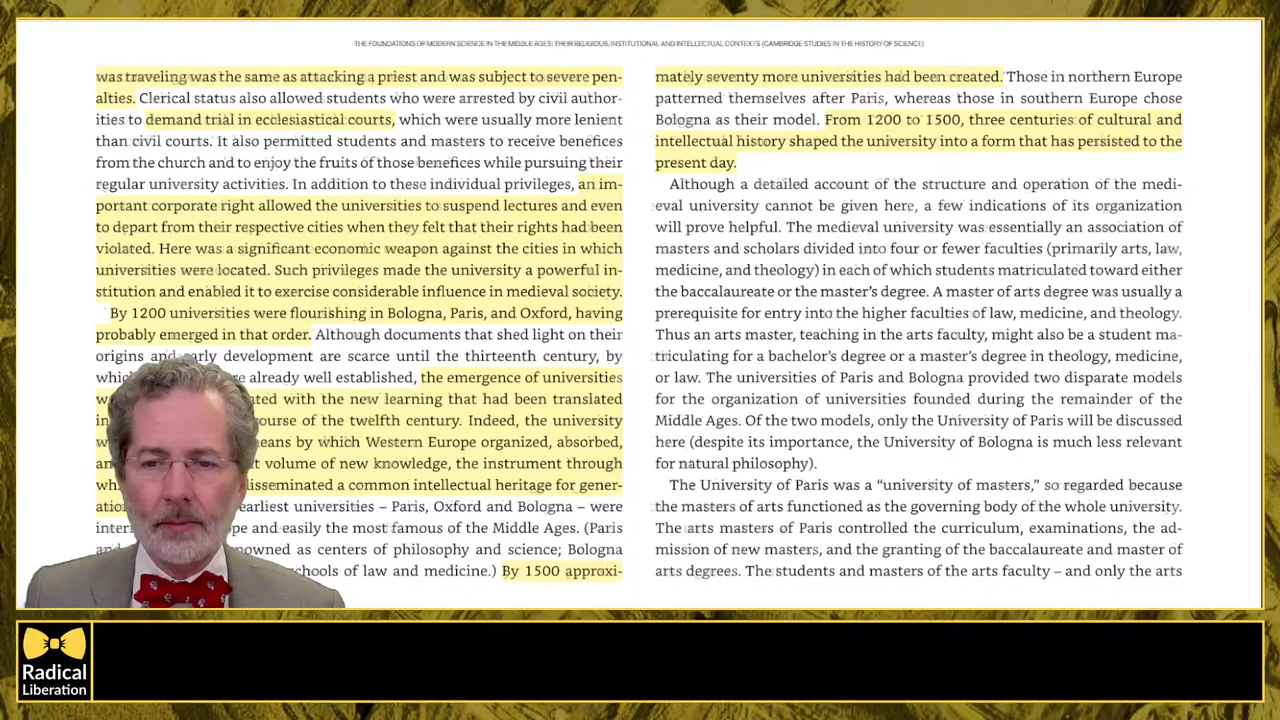 THE FOUNDATIONS OF MODERN SCIENCE IN THE MIDDLE AGES: THEIR RELIGIOUS, INSTITUTIONAL AND INTELLECTUAL CONTEXTS (CAMBRIDGE STUDIES IN THE HISTORY OF SCIENCE)
was traveling was the same as attacking a priest and was subject to severe pen-
alties. Clerical status also allowed students who were arrested by civil author-
ities to demand trial in ecclesiastical courts, which were usually more lenient
than civil courts. It also permitted students and masters to receive benefices
from the church and to enjoy the fruits of those benefices while pursuing their
regular university activities. In addition to these individual privileges, an im-
portant corporate right allowed the universities to suspend lectures and even
to depart from their respective cities when they felt that their rights had been
violated. Here was a significant economic weapon against the cities in which
universities were located. Such privileges made the university a powerful in-
stitution and enabled it to exercise considerable influence in medieval society.
By 1200 universities were flourishing in Bologna, Paris, and Oxford, having
probably emerged in that order. Although documents that shed light on their
origins and early development are scarce until the thirteenth century, by
already well established, the emergence of universities
with the new learning that had been translated
course of the twelfth century. Indeed, the university
by which Western Europe organized, absorbed,
volume of new knowledge, the instrument through
disseminated a common intellectual heritage for gener-
earliest universities – Paris, Oxford and Bologna – were
and easily the most famous of the Middle Ages. (Paris
as centers of philosophy and science; Bologna
of law and medicine.) By 1500 approxi-
mately seventy more universities had been created. Those in northern Europe
patterned themselves after Paris, whereas those in southern Europe chose
Bologna as their model. From 1200 to 1500, three centuries of cultural and
intellectual history shaped the university into a form that has persisted to the
present day.
Although a detailed account of the structure and operation of the medi-
eval university cannot be given here, a few indications of its organization
will prove helpful. The medieval university was essentially an association of
masters and scholars divided into four or fewer faculties (primarily arts, law,
medicine, and theology) in each of which students matriculated toward either
the baccalaureate or the master's degree. A master of arts degree was usually a
prerequisite for entry into the higher faculties of law, medicine, and theology.
Thus an arts master, teaching in the arts faculty, might also be a student ma-
triculating for a bachelor's degree or a master's degree in theology, medicine,
or law. The universities of Paris and Bologna provided two disparate models
for the organization of universities founded during the remainder of the
Middle Ages. Of the two models, only the University of Paris will be discussed
here (despite its importance, the University of Bologna is much less relevant
for natural philosophy).
The University of Paris was a “university of masters,” so regarded because
the masters of arts functioned as the governing body of the whole university.
The arts masters of Paris controlled the curriculum, examinations, the ad-
mission of new masters, and the granting of the baccalaureate and master of
arts degrees. The students and masters of the arts faculty – and only the arts
Radical
Liberation